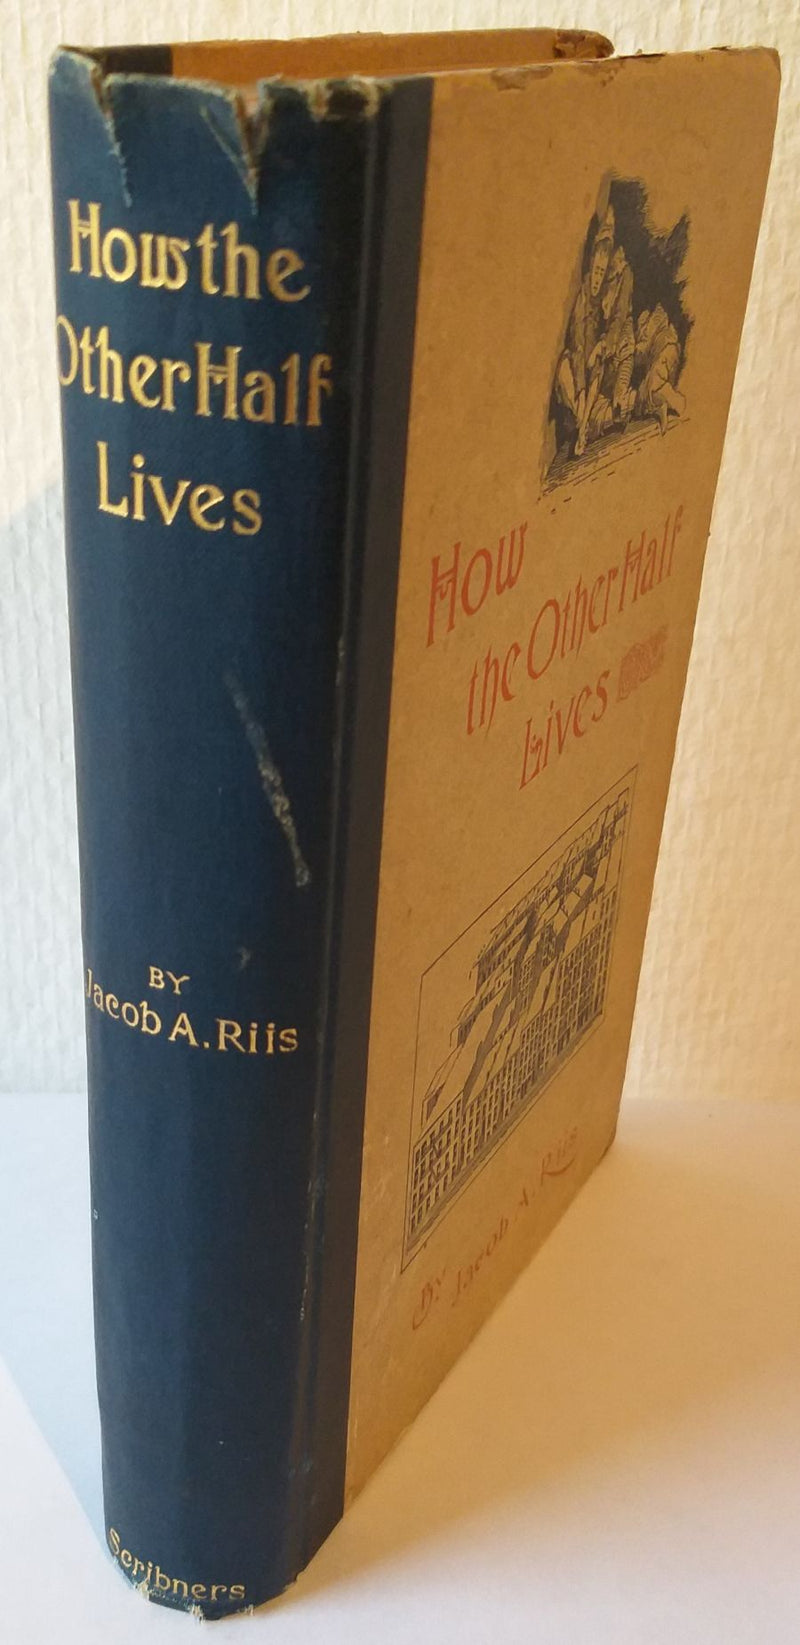 How the
Other Half
Lives
BY
Jacob A. Riis
Scribners
How
the Other Half
Lives
By Jacob A. Riis